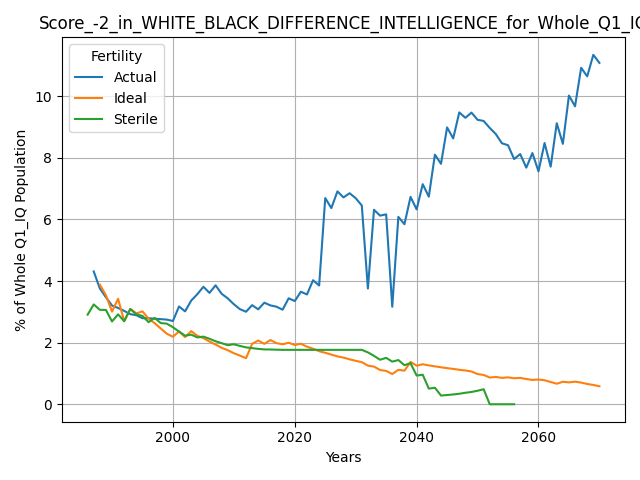 Score_-2_in_WHITE_BLACK_DIFFERENCE_INTELLIGENCE_for_Whole_Q1_IQ
Fertility
Actual
Ideal
Sterile
% of Whole Q1_IQ Population
10
8
6
4
2
0
2000 2020 2040 2060
Years